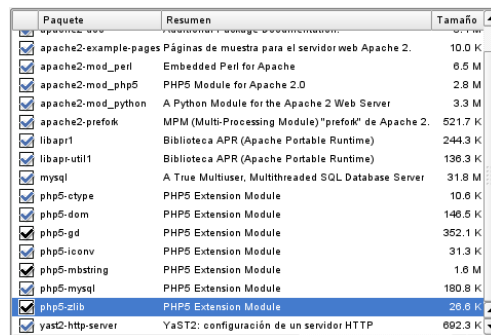 Paquete Resumen Tamaño
apache2-doc Additional Package Documentation.
apache2-example-pages Páginas de muestra para el servidor web Apache 2. 10.0 K
apache2-mod_perl Embedded Perl for Apache 6.5 M
apache2-mod_php5 PHP5 Module for Apache 2.0 2.8 M
apache2-mod_python A Python Module for the Apache 2 Web Server 3.3 M
apache2-prefork MPM (Multi-Processing Module) "prefork" de Apache 2. 521.7 K
libapr1 Biblioteca APR (Apache Portable Runtime) 244.3 K
libapr-util1 Biblioteca APR (Apache Portable Runtime) 136.3 K
mysql A True Multiuser, Multithreaded SQL Database Server 31.8 M
php5-ctype PHP5 Extension Module 10.6 K
php5-dom PHP5 Extension Module 146.5 K
php5-gd PHP5 Extension Module 352.1 K
php5-iconv PHP5 Extension Module 31.3 K
php5-mbstring PHP5 Extension Module 1.6 M
php5-mysql PHP5 Extension Module 180.8 K
php5-zlib PHP5 Extension Module 26.6 K
yast2-http-server YaST2: configuración de un servidor HTTP 692.3 K